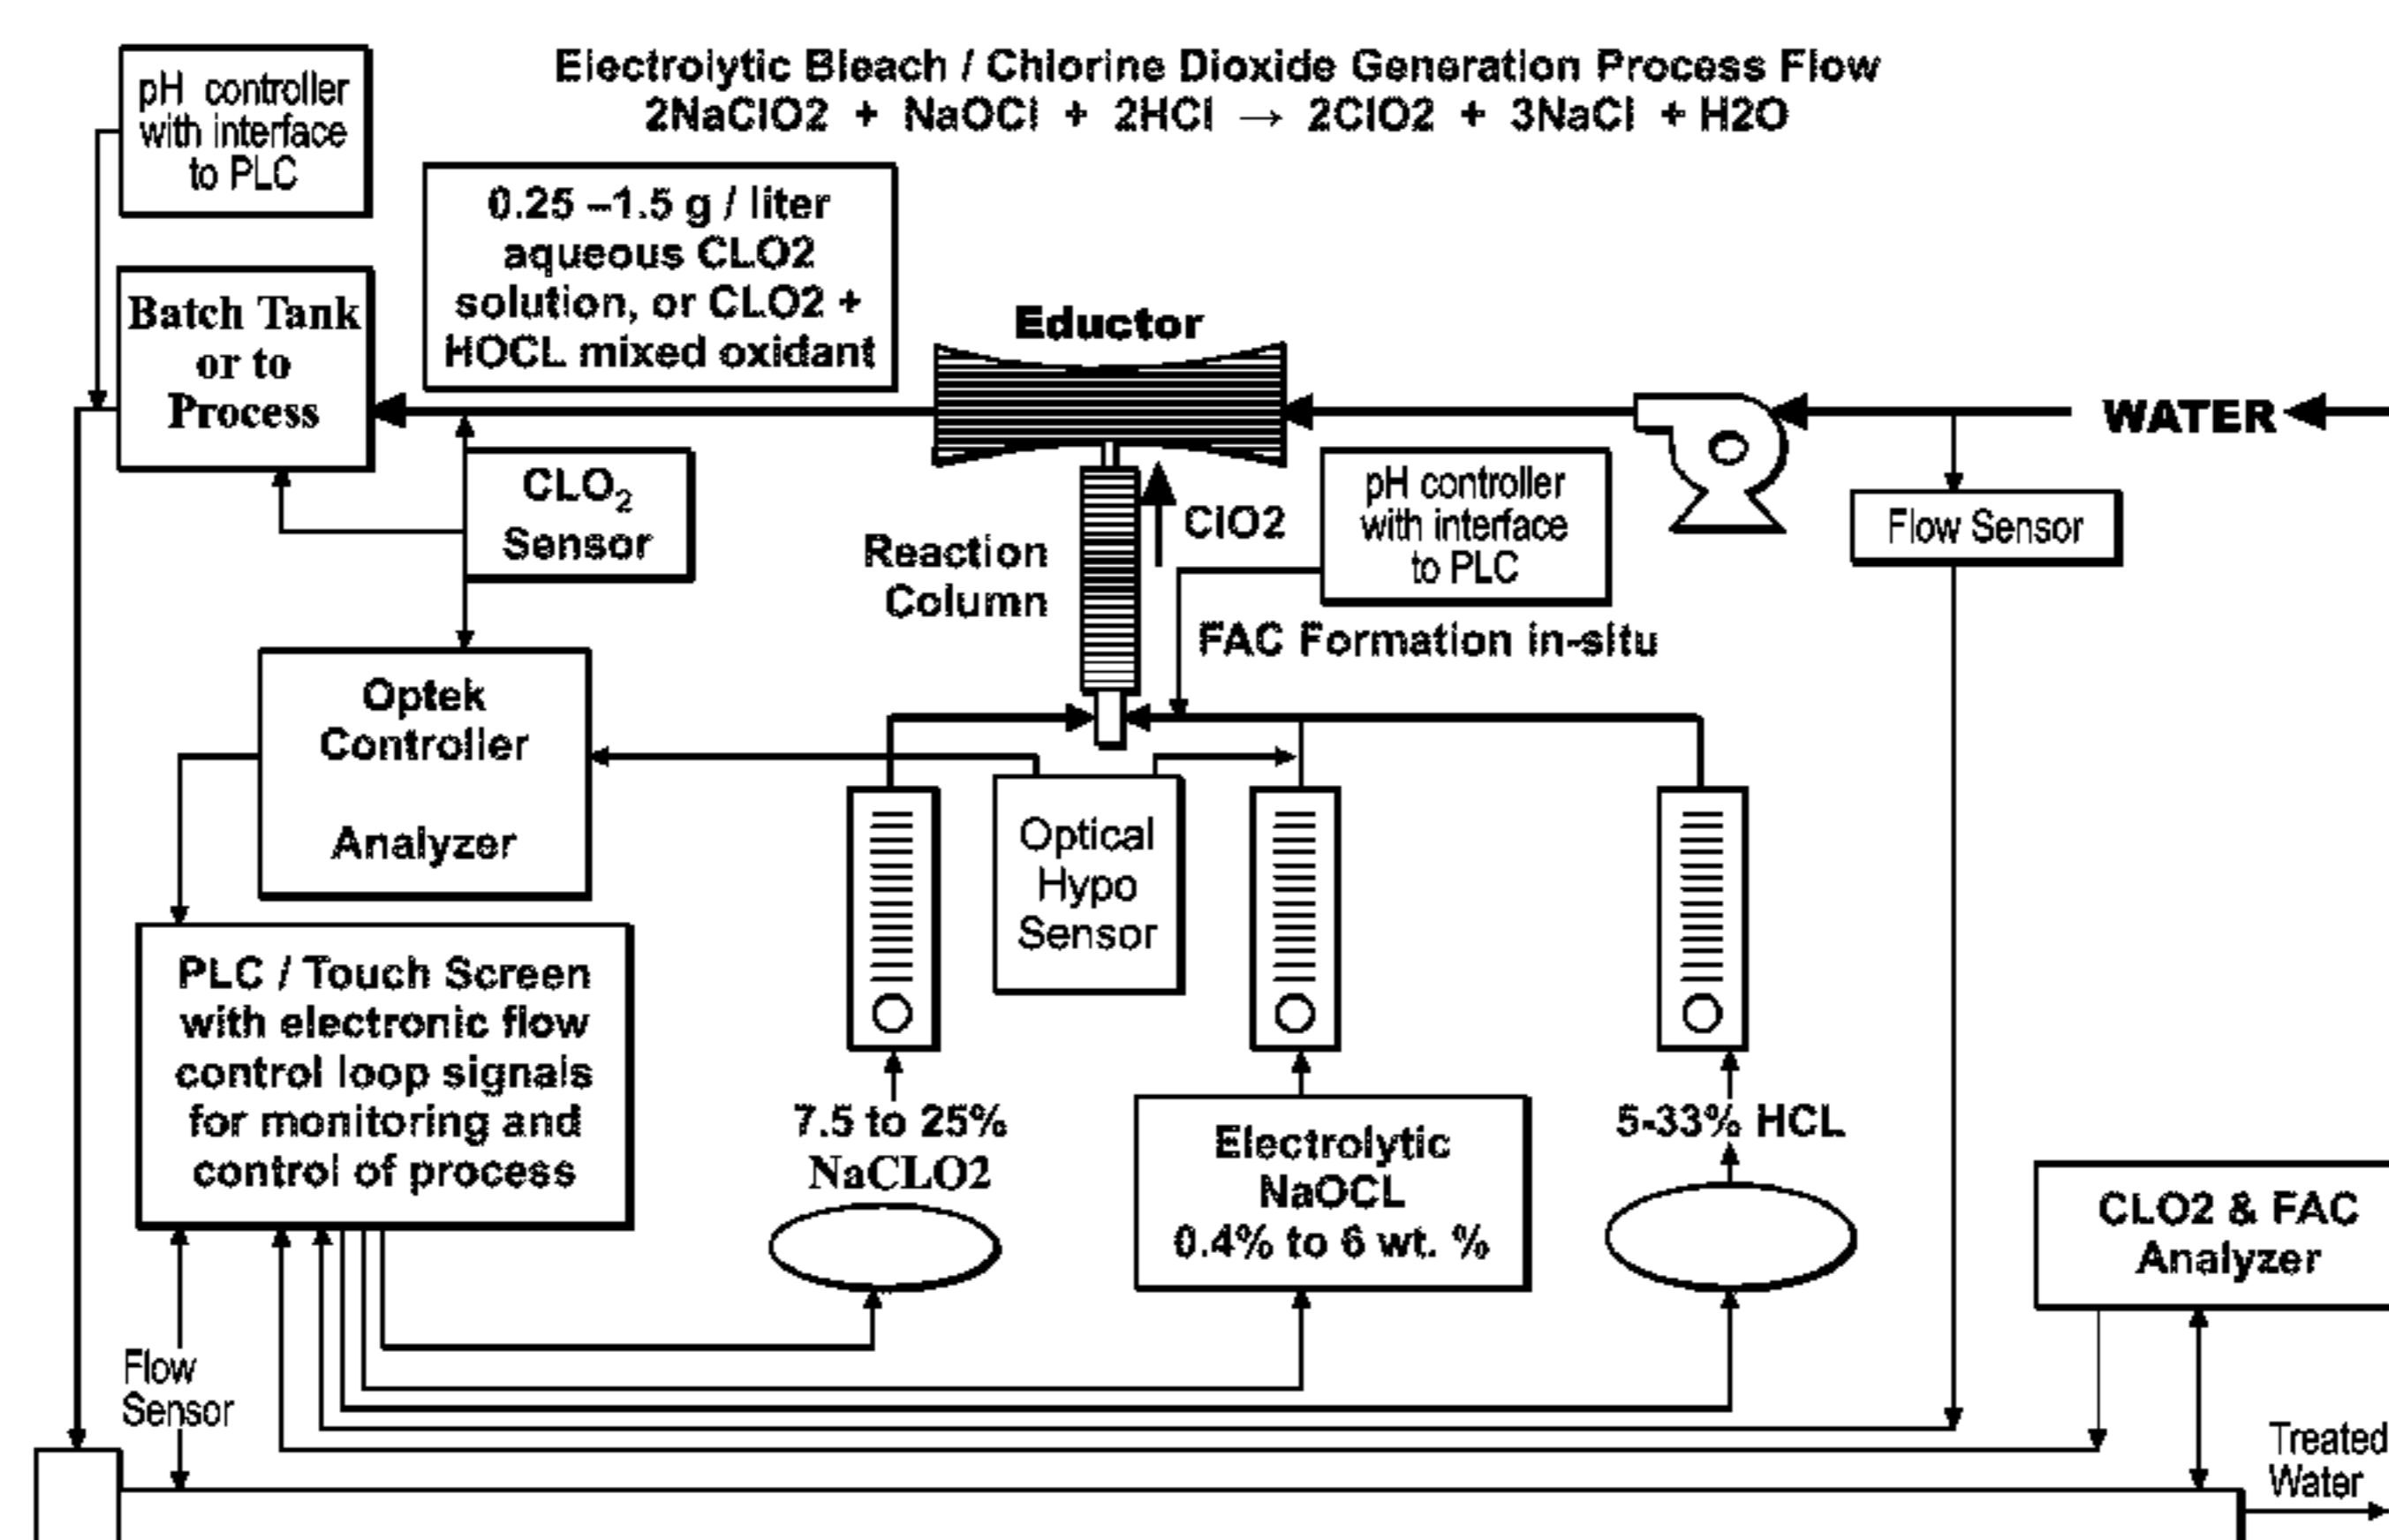 Electrolytic Bleach / Chlorine Dioxide Generation Process Flow
2NaClO2 + NaOCl + 2HCl → 2ClO2 + 3NaCl + H2O
pH controller
with interface
to PLC
0.25 –1.5 g / liter
aqueous CLO2
solution, or CLO2 +
HOCL mixed oxidant
Batch Tank
or to
Process
Eductor
WATER
CLO₂
Sensor
Reaction
Column
ClO2
pH controller
with interface
to PLC
Flow Sensor
FAC Formation in-situ
Optek
Controller
Analyzer
Optical
Hypo
Sensor
PLC / Touch Screen
with electronic flow
control loop signals
for monitoring and
control of process
7.5 to 25%
NaCLO2
Electrolytic
NaOCL
0.4% to 6 wt. %
5-33% HCL
CLO2 & FAC
Analyzer
Flow
Sensor
Treated
Water